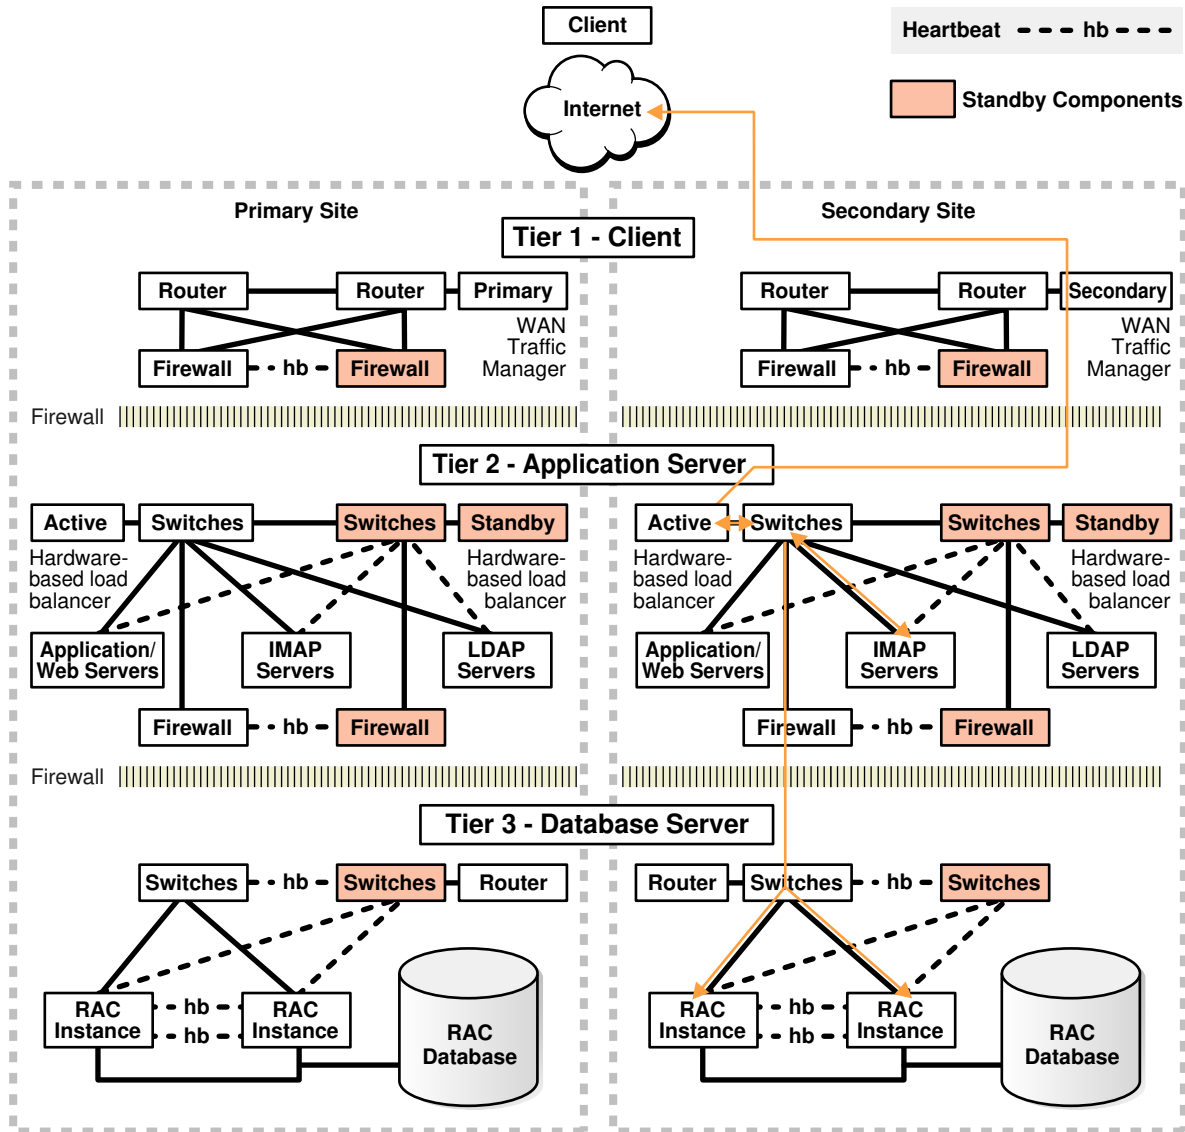 Client
Heartbeat hb
Internet
Standby Components
Primary Site
Secondary Site
Tier 1 - Client
Router
Router
Primary
Router
Router
Secondary
WAN
Traffic
Manager
WAN
Traffic
Manager
Firewall
hb
Firewall
Firewall
hb
Firewall
Firewall
Tier 2 - Application Server
Active
Switches
Switches
Standby
Active
Switches
Switches
Standby
Hardware-
based load
balancer
Hardware-
based load
balancer
Hardware-
based load
balancer
Hardware-
based load
balancer
Application/
Web Servers
IMAP
Servers
LDAP
Servers
Application/
Web Servers
IMAP
Servers
LDAP
Servers
Firewall
hb
Firewall
Firewall
hb
Firewall
Firewall
Tier 3 - Database Server
Switches
hb
Switches
Router
Router
Switches
hb
Switches
RAC
Instance
hb
hb
RAC
Instance
RAC
Database
RAC
Instance
hb
hb
RAC
Instance
RAC
Database